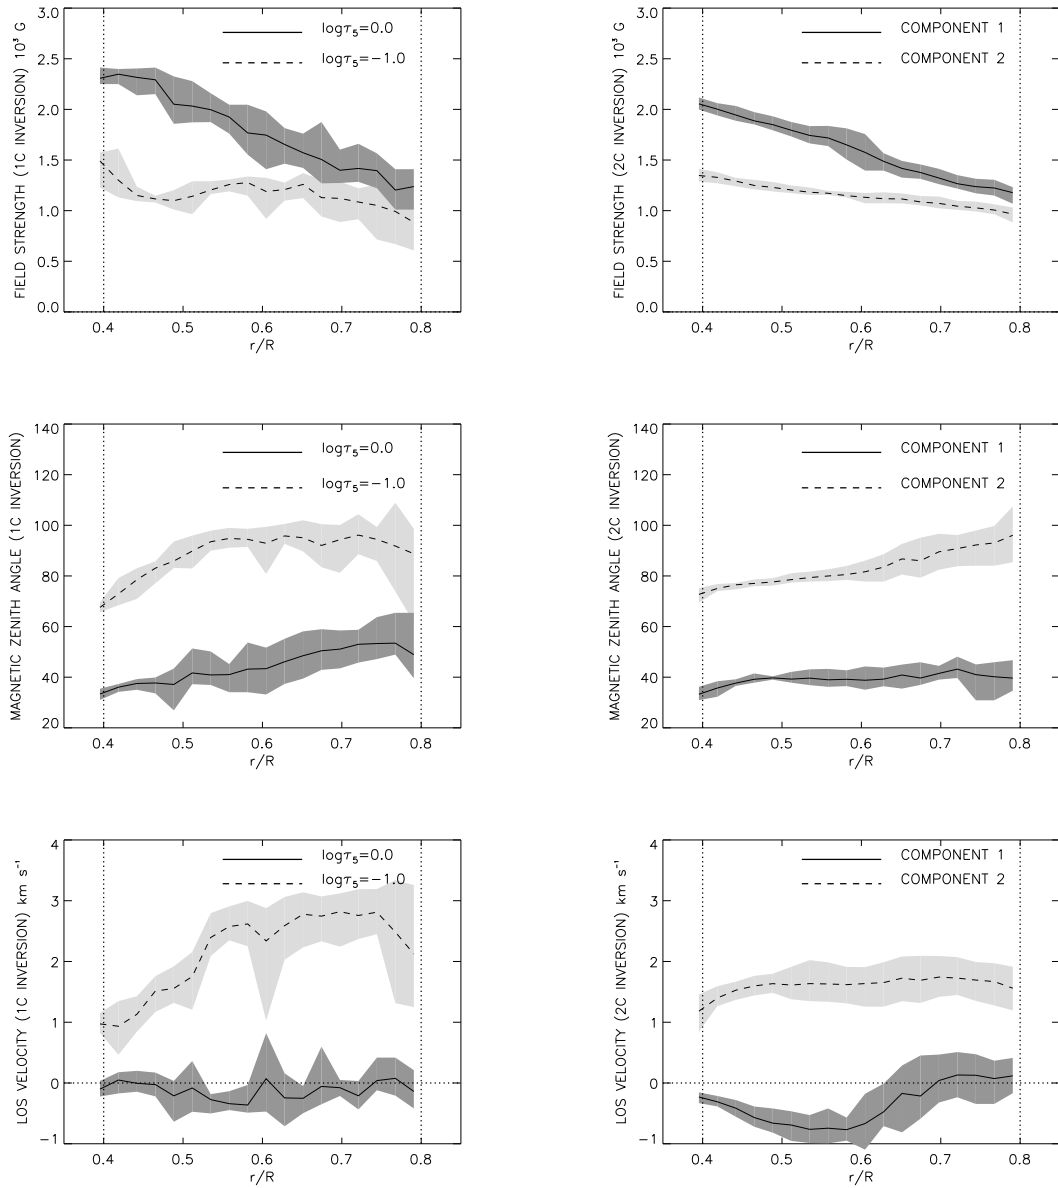 FIELD STRENGTH (1C INVERSION) 10³ G
3.0
2.5
2.0
1.5
1.0
0.5
0.0
logτ₅=0.0
logτ₅=−1.0
0.4 0.5 0.6 0.7 0.8
r/R
FIELD STRENGTH (2C INVERSION) 10³ G
3.0
2.5
2.0
1.5
1.0
0.5
0.0
COMPONENT 1
COMPONENT 2
0.4 0.5 0.6 0.7 0.8
r/R
MAGNETIC ZENITH ANGLE (1C INVERSION)
140
120
100
80
60
40
20
logτ₅=0.0
logτ₅=−1.0
0.4 0.5 0.6 0.7 0.8
r/R
MAGNETIC ZENITH ANGLE (2C INVERSION)
140
120
100
80
60
40
20
COMPONENT 1
COMPONENT 2
0.4 0.5 0.6 0.7 0.8
r/R
LOS VELOCITY (1C INVERSION) km s⁻¹
4
3
2
1
0
−1
logτ₅=0.0
logτ₅=−1.0
0.4 0.5 0.6 0.7 0.8
r/R
LOS VELOCITY (2C INVERSION) km s⁻¹
4
3
2
1
0
−1
COMPONENT 1
COMPONENT 2
0.4 0.5 0.6 0.7 0.8
r/R